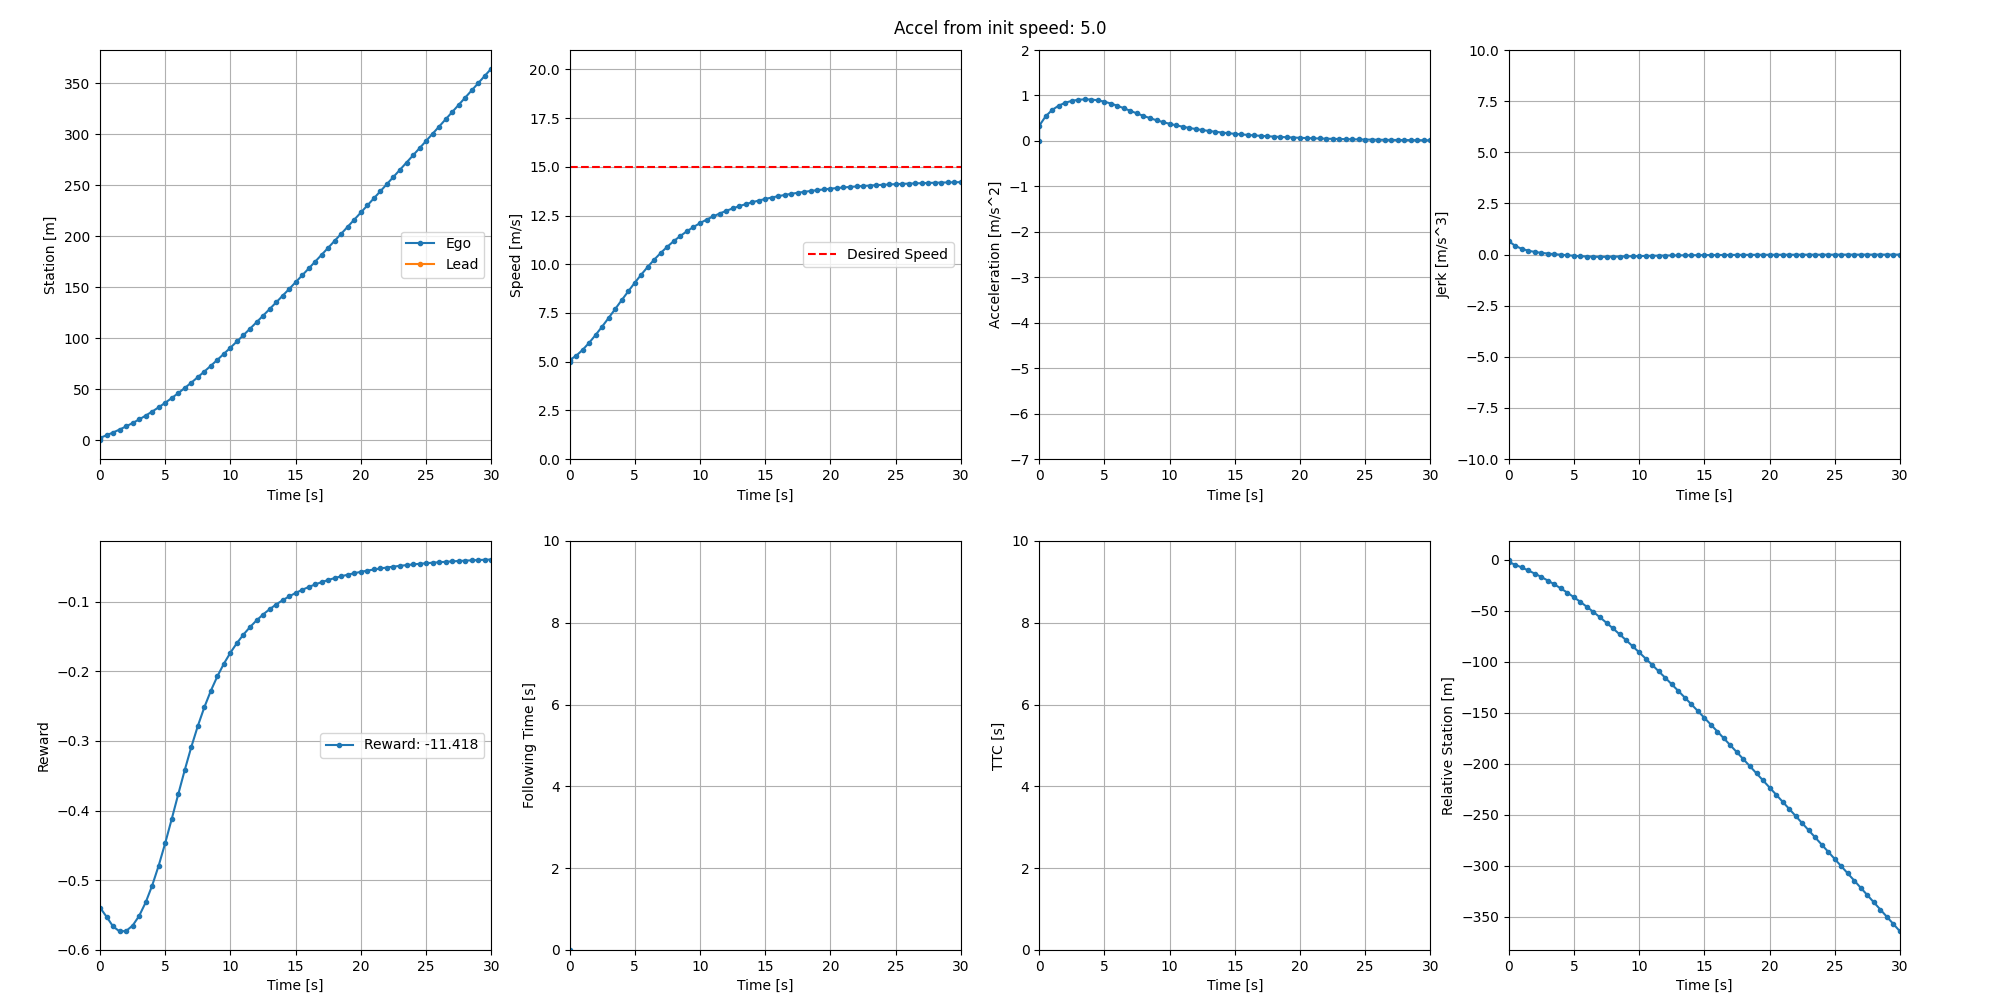 Accel from init speed: 5.0
Station [m]
350
300
250
200
150
100
50
0
0 5 10 15 20 25 30
Time [s]
Ego
Lead
Speed [m/s]
20.0
17.5
15.0
12.5
10.0
7.5
5.0
2.5
0.0
0 5 10 15 20 25 30
Time [s]
Desired Speed
Acceleration [m/s^2]
2
1
0
−1
−2
−3
−4
−5
−6
−7
0 5 10 15 20 25 30
Time [s]
Jerk [m/s^3]
10.0
7.5
5.0
2.5
0.0
−2.5
−5.0
−7.5
−10.0
0 5 10 15 20 25 30
Time [s]
Reward
−0.1
−0.2
−0.3
−0.4
−0.5
−0.6
0 5 10 15 20 25 30
Time [s]
Reward: -11.418
Following Time [s]
10
8
6
4
2
0
0 5 10 15 20 25 30
Time [s]
TTC [s]
10
8
6
4
2
0
0 5 10 15 20 25 30
Time [s]
Relative Station [m]
0
−50
−100
−150
−200
−250
−300
−350
0 5 10 15 20 25 30
Time [s]